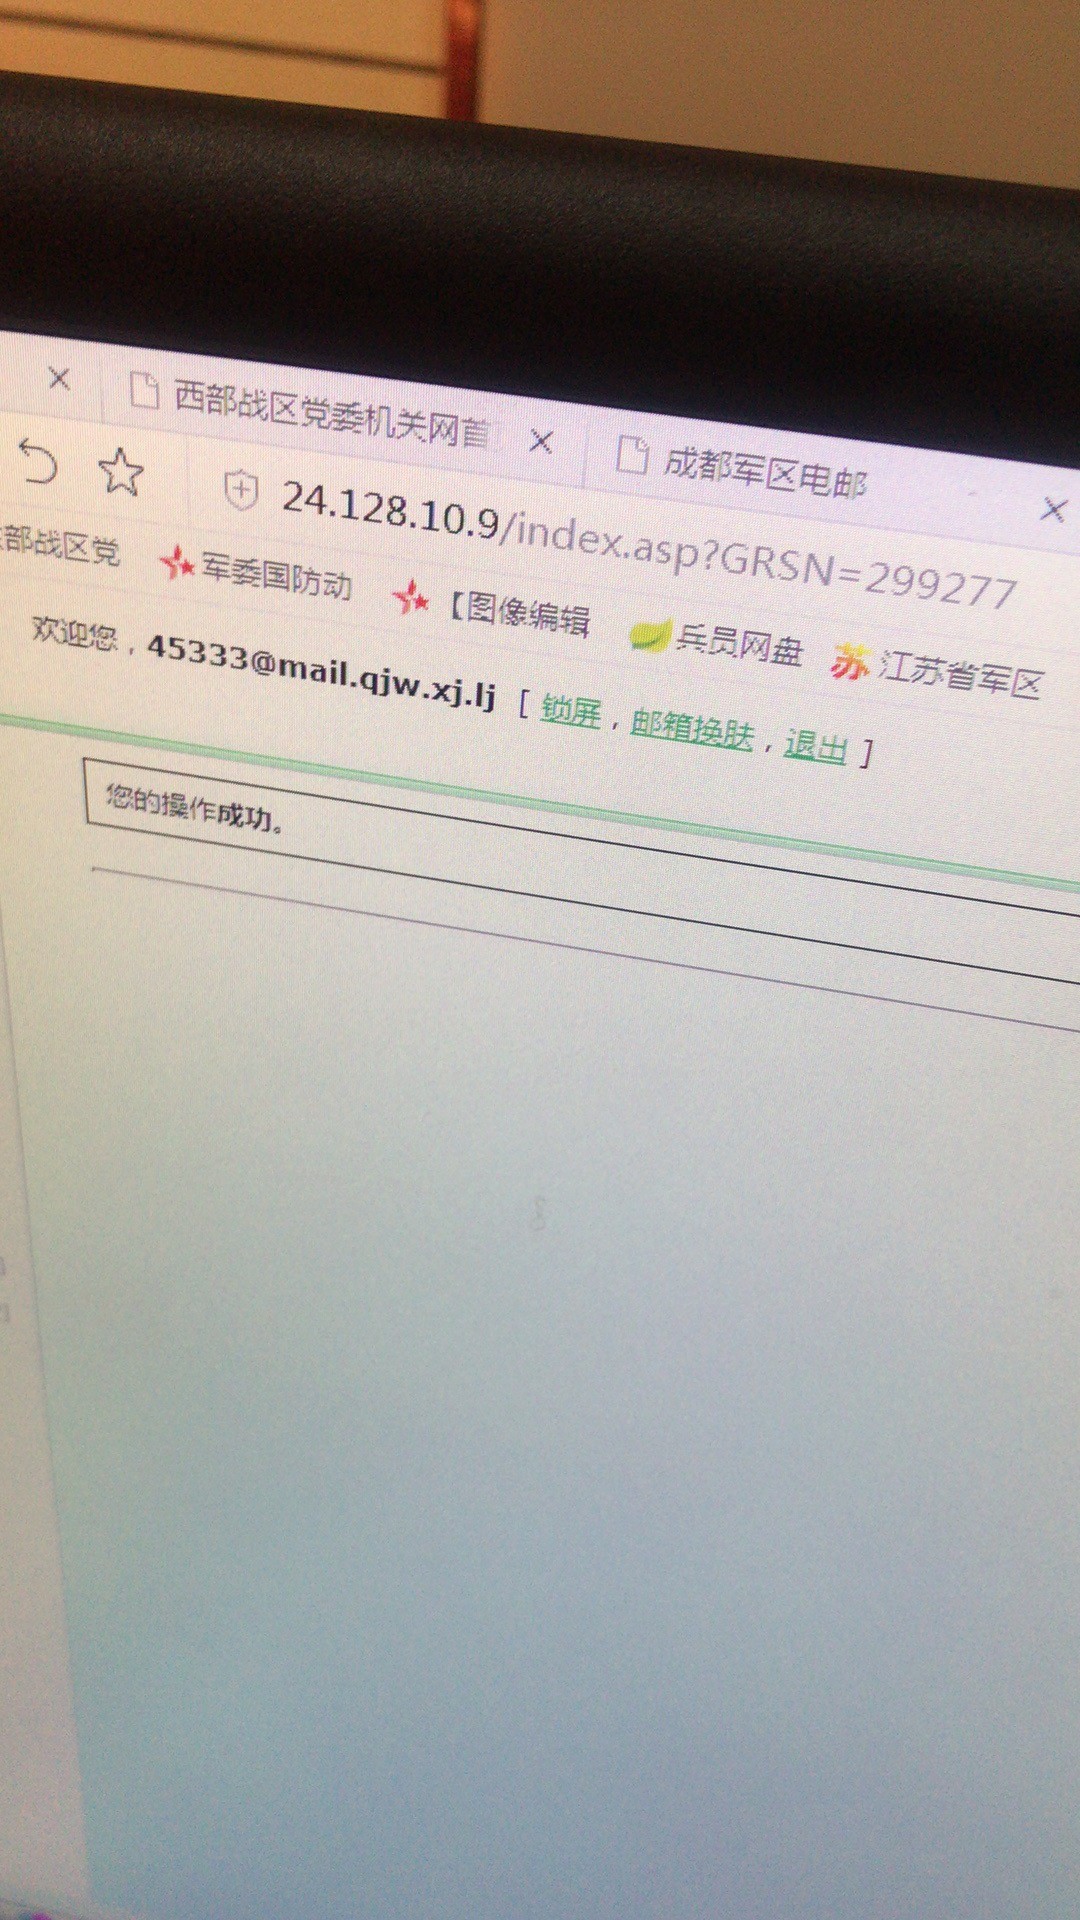 西部战区党委机关网首
成都军区电邮
24.128.10.9/index.asp?GRSN=299277
部战区党
军委国防动
【图像编辑
兵员网盘
苏 江苏省军区
欢迎您，45333@mail.qjw.xj.lj [ 锁屏，邮箱换肤，退出 ]
您的操作成功。